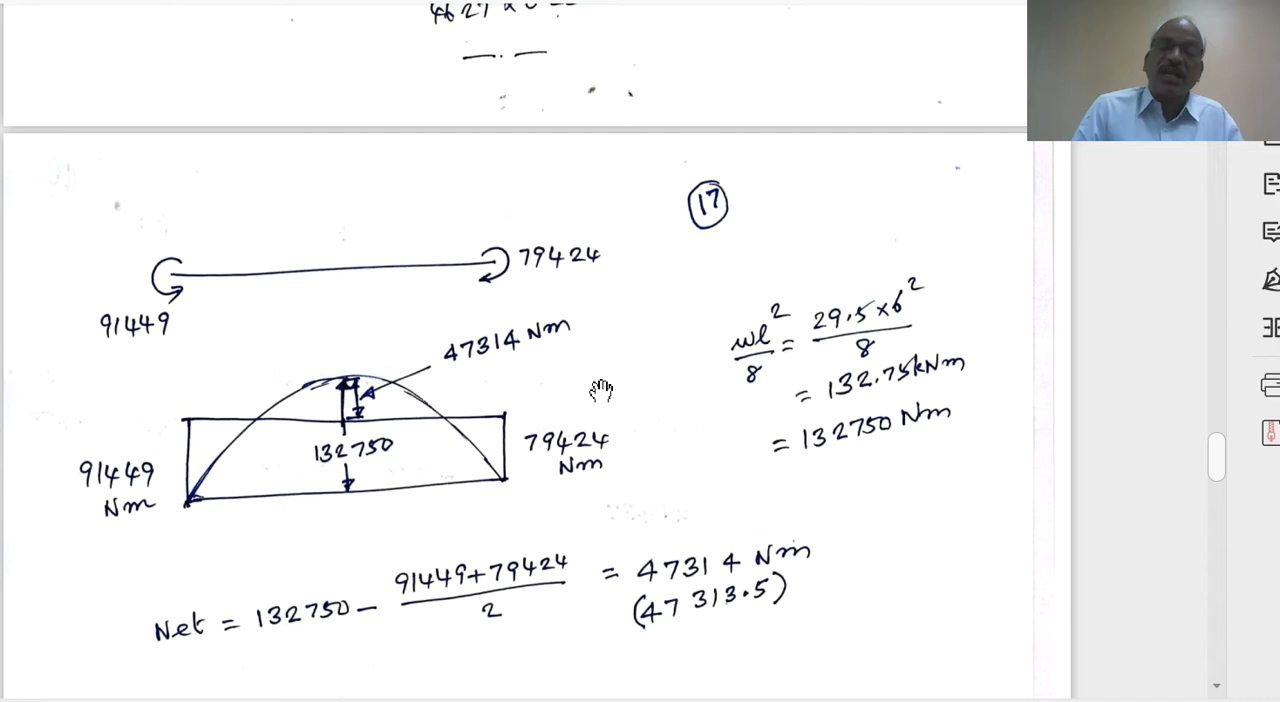 17
79424
91449
47314 Nm
132750
91449
Nm
79424
Nm
wl²/8 = 29.5×6²/8
= 132.75kNm
= 132750 Nm
Net = 132750 − (91449+79424)/2 = 47314 Nm
(47313.5)